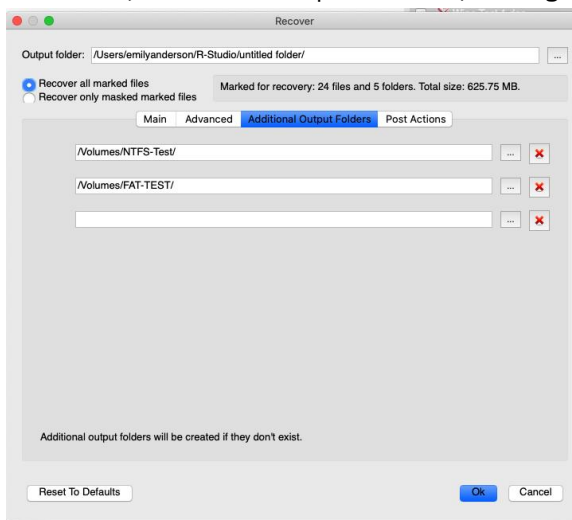 Recover
Output folder: /Users/emilyanderson/R-Studio/untitled folder/ ...
Recover all marked files
Recover only masked marked files
Marked for recovery: 24 files and 5 folders. Total size: 625.75 MB.
Main Advanced Additional Output Folders Post Actions
/Volumes/NTFS-Test/ ...
/Volumes/FAT-TEST/ ...
...
Additional output folders will be created if they don't exist.
Reset To Defaults Ok Cancel